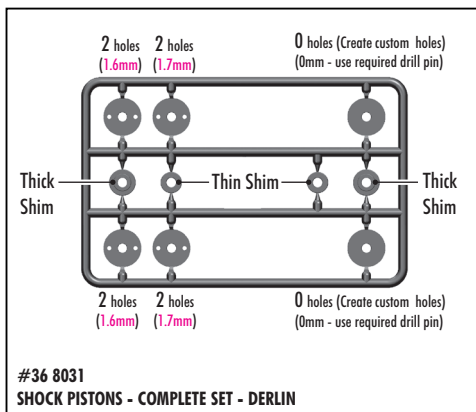 2 holes 2 holes 0 holes (Create custom holes)
(1.6mm) (1.7mm) (0mm - use required drill pin)
Thick Shim
Thin Shim
Thick Shim
2 holes 2 holes 0 holes (Create custom holes)
(1.6mm) (1.7mm) (0mm - use required drill pin)
#36 8031
SHOCK PISTONS - COMPLETE SET - DERLIN